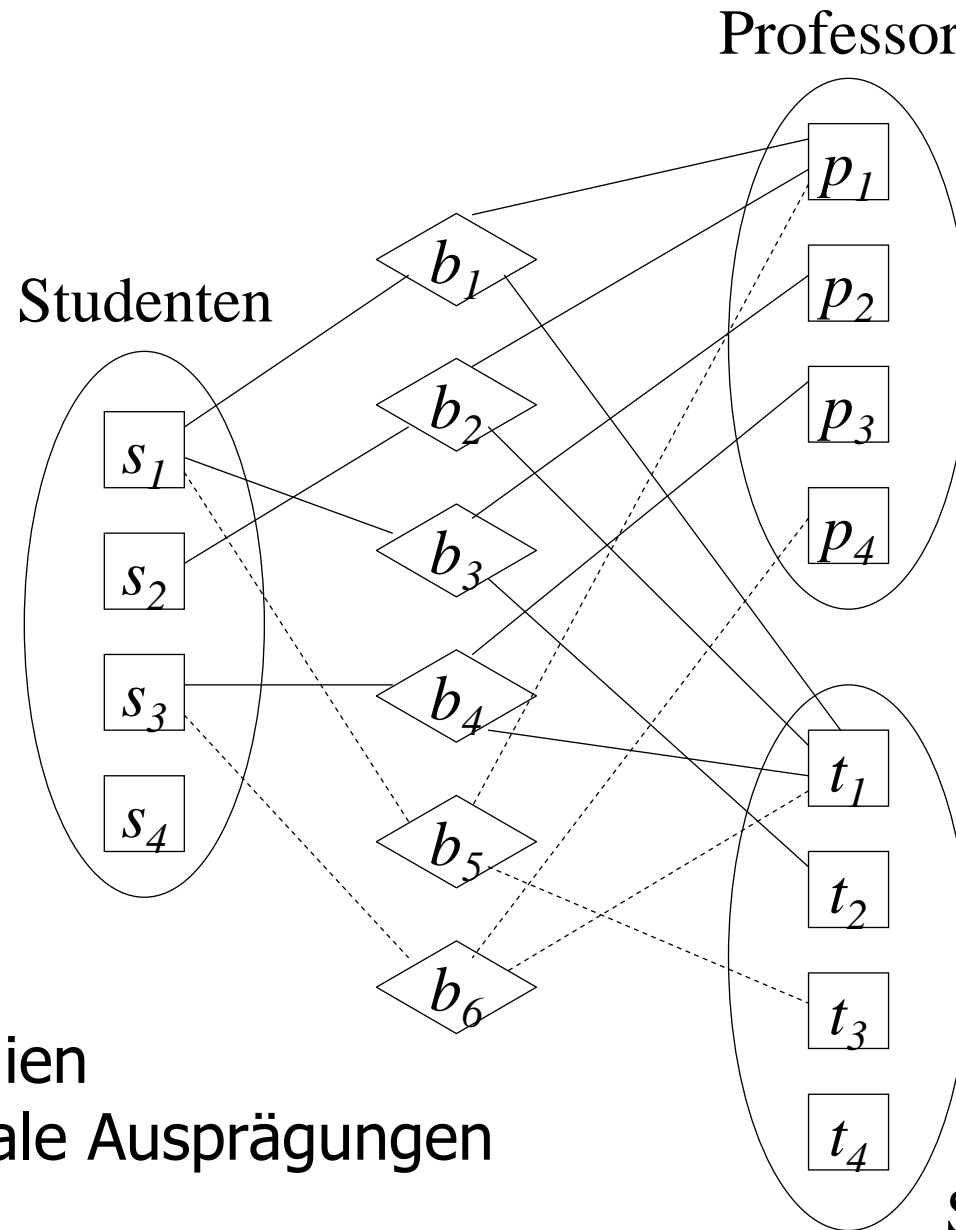 Professor
Studenten
s1
s2
s3
s4
b1
b2
b3
b4
b5
b6
p1
p2
p3
p4
t1
t2
t3
t4
ien
ale Ausprägungen